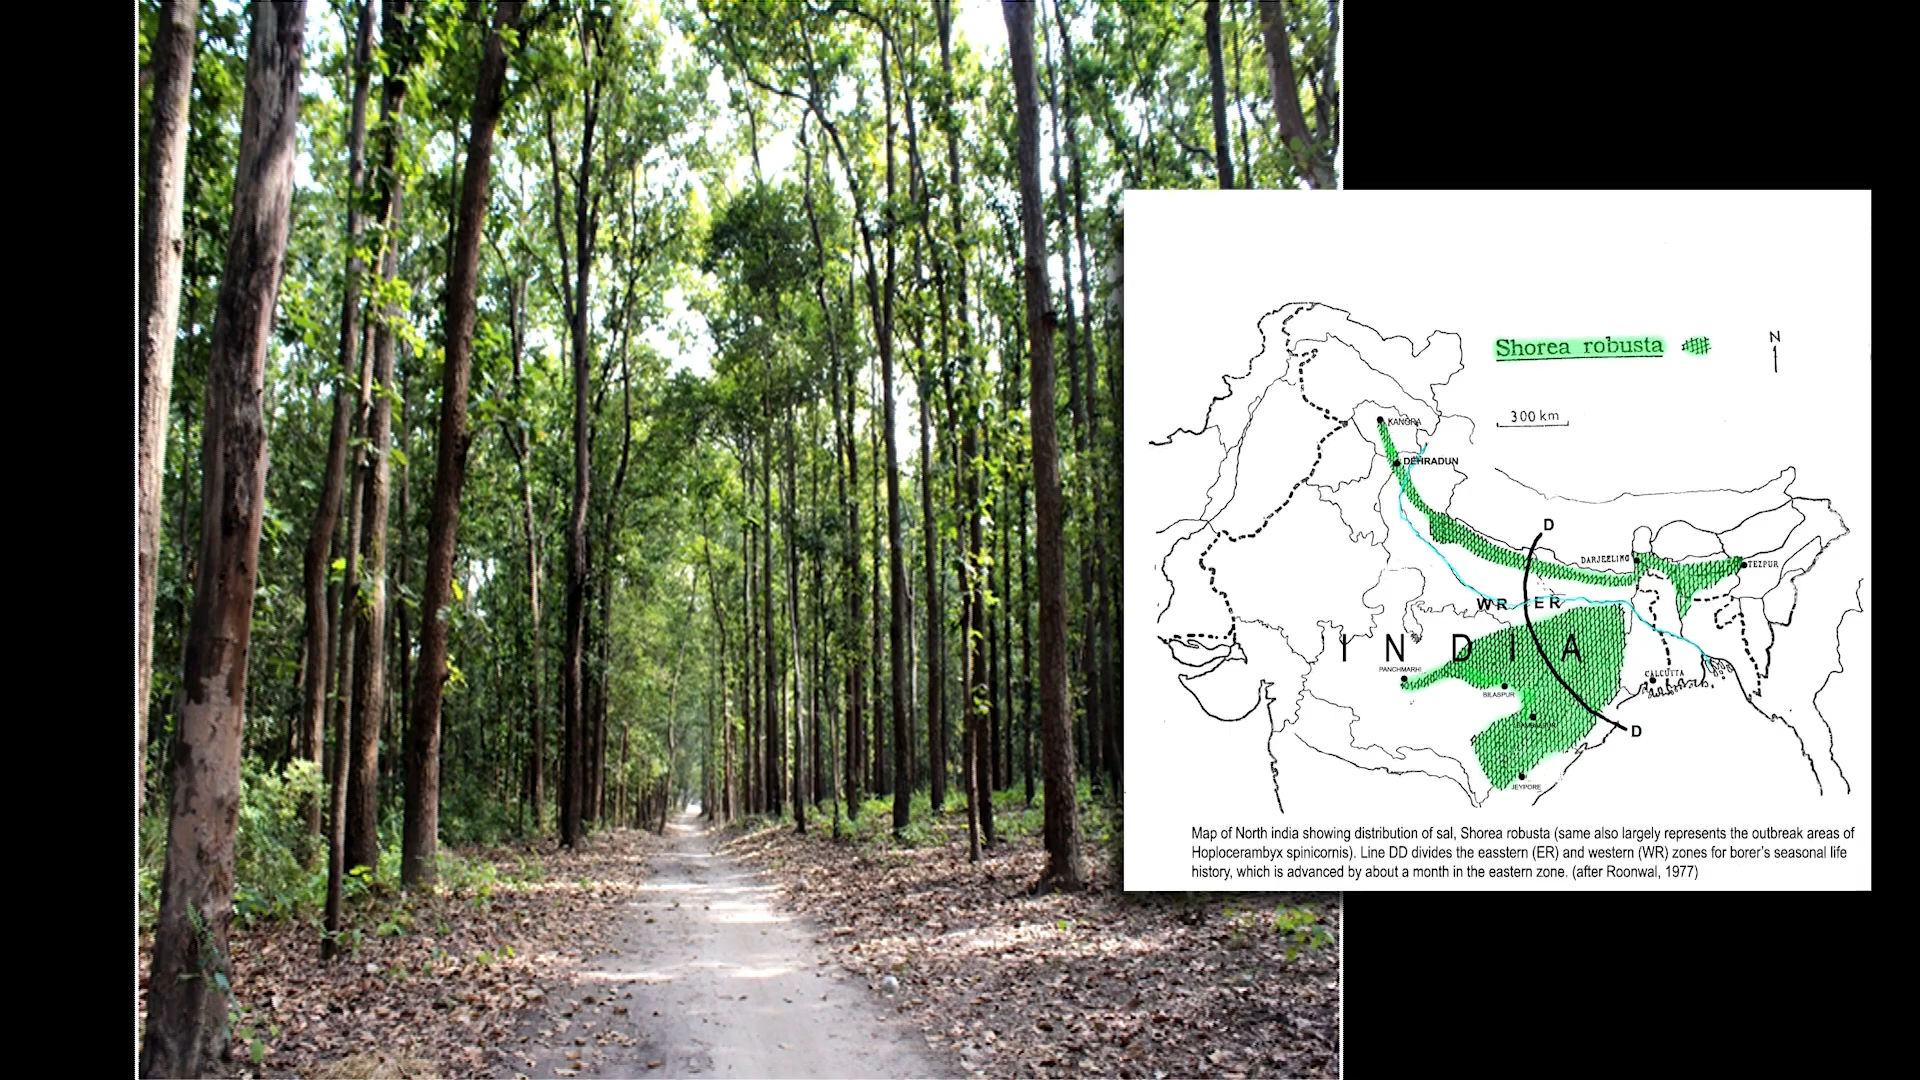 Shorea robusta
N
300 km
KANGRA
DEHRADUN
D
DARJEELING
TEZPUR
WR ER
INDIA
PANCHMARHI
CALCUTTA
BILASPUR
D
JEYPORE
Map of North india showing distribution of sal, Shorea robusta (same also largely represents the outbreak areas of
Hoplocerambyx spinicornis). Line DD divides the easstern (ER) and western (WR) zones for borer's seasonal life
history, which is advanced by about a month in the eastern zone. (after Roonwal, 1977)